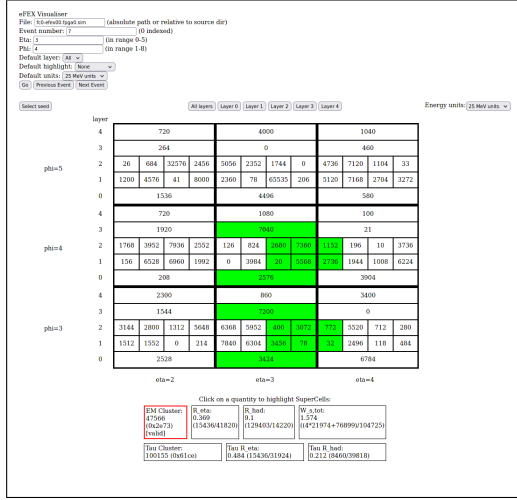 eFEX Visualiser
File: fc0-efex00.fpga0.sim (absolute path or relative to source dir)
Event number: 7 (0 indexed)
Eta: 3 (in range 0-5)
Phi: 4 (in range 1-8)
Default layer: All
Default highlight: None
Default units: 25 MeV units
Go Previous Event Next Event
Select seed All layers Layer 0 Layer 1 Layer 2 Layer 3 Layer 4 Energy units: 25 MeV units
layer
4 720 4000 1040
3 264 0 460
phi=5
2 26 684 32576 2456 5056 2352 1744 0 4736 7120 1104 33
1 1200 4576 41 8000 2360 78 65535 206 5120 7168 2704 3272
0 1536 4496 580
4 720 1080 100
3 1920 7040 21
phi=4
2 1768 3952 7936 2552 126 824 2680 7360 1152 196 10 3736
1 156 6528 6960 1992 0 3984 20 5568 2736 1944 1008 6224
0 208 2576 3904
4 2300 860 3400
3 1544 7200 0
phi=3
2 3144 2800 1312 5648 6368 5952 400 3072 772 5520 712 280
1 1512 1552 0 214 7840 6304 3456 78 32 2496 118 484
0 2528 3424 6784
eta=2 eta=3 eta=4
Click on a quantity to highlight SuperCells:
EM Cluster: R_eta: R_had: W_s,tot:
47566 0.369 9.1 1.574
(0x2e73) (15436/41820) (129403/14220) ((4*21974+76899)/104725)
[valid]
Tau Cluster: Tau R_eta: Tau R_had:
100155 (0x61ce) 0.484 (15436/31924) 0.212 (8460/39818)